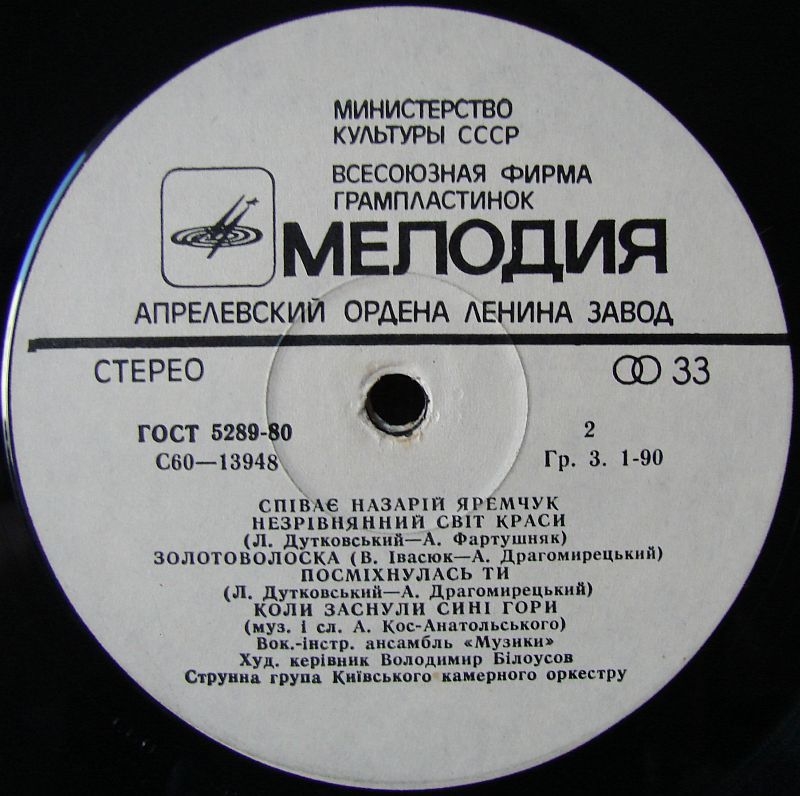 МИНИСТЕРСТВО
КУЛЬТУРЫ СССР
ВСЕСОЮЗНАЯ ФИРМА
ГРАМПЛАСТИНОК
МЕЛОДИЯ
АПРЕЛЕВСКИЙ ОРДЕНА ЛЕНИНА ЗАВОД
СТЕРЕО 33
ГОСТ 5289-80 2
С60—13948 Гр. 3. 1-90
СПІВАЄ НАЗАРІЙ ЯРЕМЧУК
НЕЗРІВНЯННИЙ СВІТ КРАСИ
(Л. Дутковський—А. Фартушняк)
ЗОЛОТОВОЛОСКА (В. Івасюк—А. Драгомирецький)
ПОСМІХНУЛАСЬ ТИ
(Л. Дутковський—А. Драгомирецький)
КОЛИ ЗАСНУЛИ СИНІ ГОРИ
(муз. і сл. А. Кос-Анатольського)
Вок.-інстр. ансамбль «Музики»
Худ. керівник Володимир Білоусов
Струнна група Київського камерного оркестру